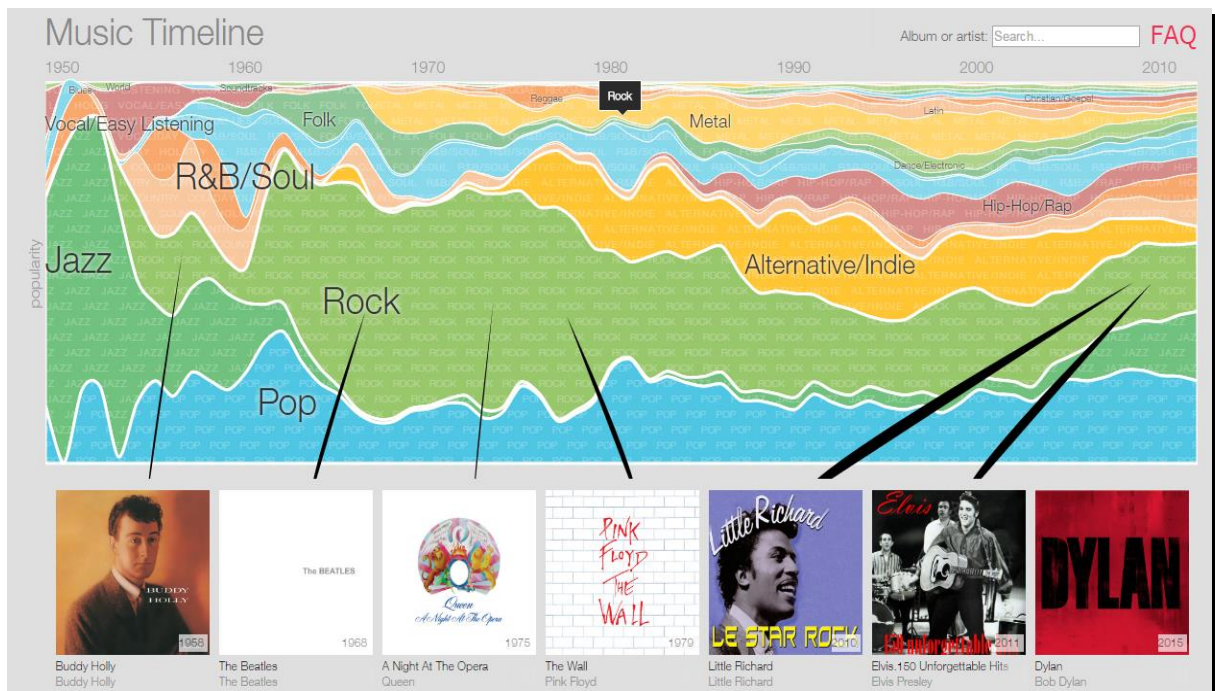 Music Timeline
Album or artist: Search... FAQ
1950 1960 1970 1980 1990 2000 2010
Blues World Soundtracks Reggae Rock Latin Christian/Gospel
Vocal/Easy Listening Folk Metal
R&B/Soul Dance/Electronic
Hip-Hop/Rap
Jazz Alternative/Indie
popularity
Rock
Pop
BUDDY
HOLLY
1958
The BEATLES
1968
Queen
A Night At The Opera
1975
PINK
FLOYD
THE
WALL
1979
Little Richard
LE STAR ROCK
2010
Elvis
150 unforgettable
2011
DYLAN
2015
Buddy Holly The Beatles A Night At The Opera The Wall Little Richard Elvis.150 Unforgettable Hits Dylan
Buddy Holly The Beatles Queen Pink Floyd Little Richard Elvis Presley Bob Dylan